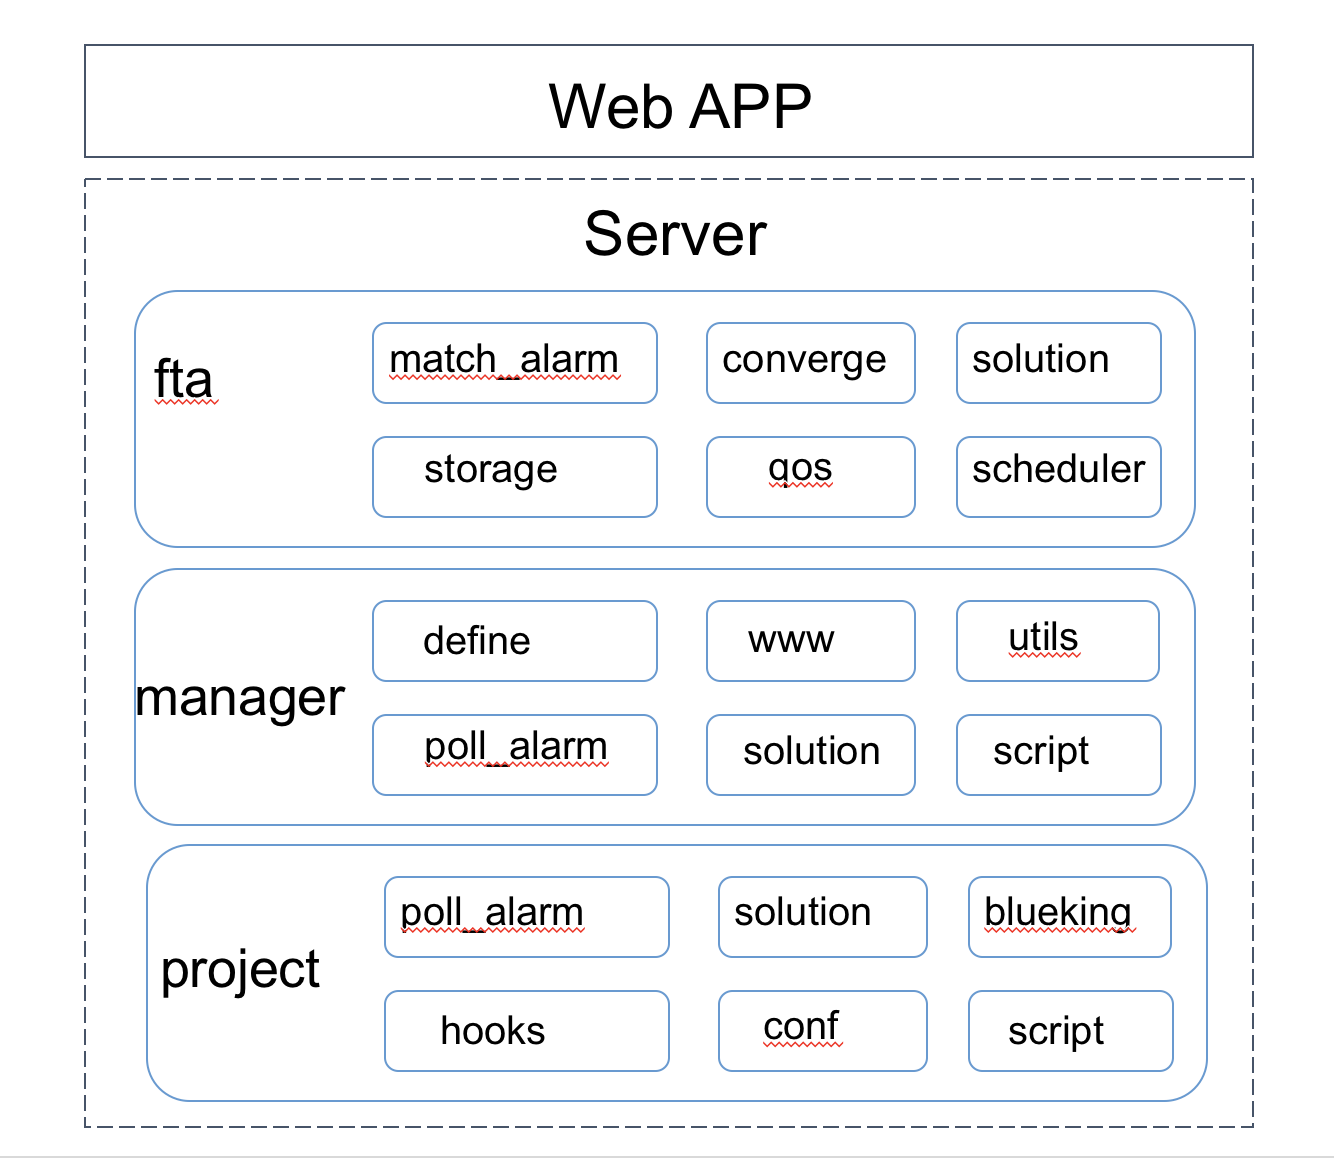 Web APP
Server
fta
match_alarm
converge
solution
storage
qos
scheduler
manager
define
www
utils
poll_alarm
solution
script
project
poll_alarm
solution
blueking
hooks
conf
script